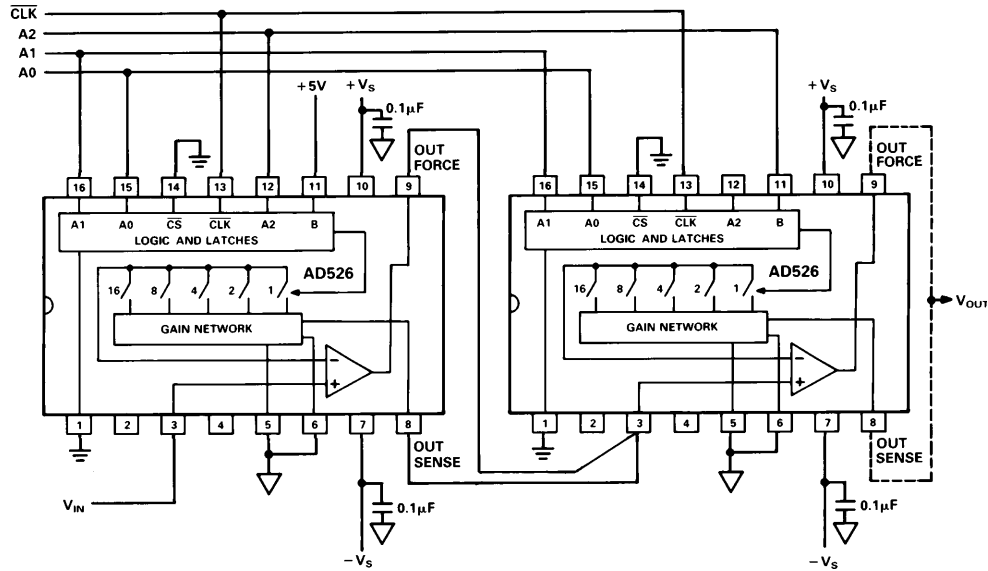 CLK
A2
A1
A0
+5V
+VS
0.1µF
OUT
FORCE
+VS
0.1µF
OUT
FORCE
16 15 14 13 12 11 10 9
16 15 14 13 12 11 10 9
A1 A0 CS CLK A2 B
LOGIC AND LATCHES
A1 A0 CS CLK A2 B
LOGIC AND LATCHES
AD526
AD526
16 8 4 2 1
16 8 4 2 1
GAIN NETWORK
GAIN NETWORK
VOUT
−
+
−
+
1 2 3 4 5 6 7 8
1 2 3 4 5 6 7 8
OUT
SENSE
OUT
SENSE
VIN
0.1µF
−VS
0.1µF
−VS